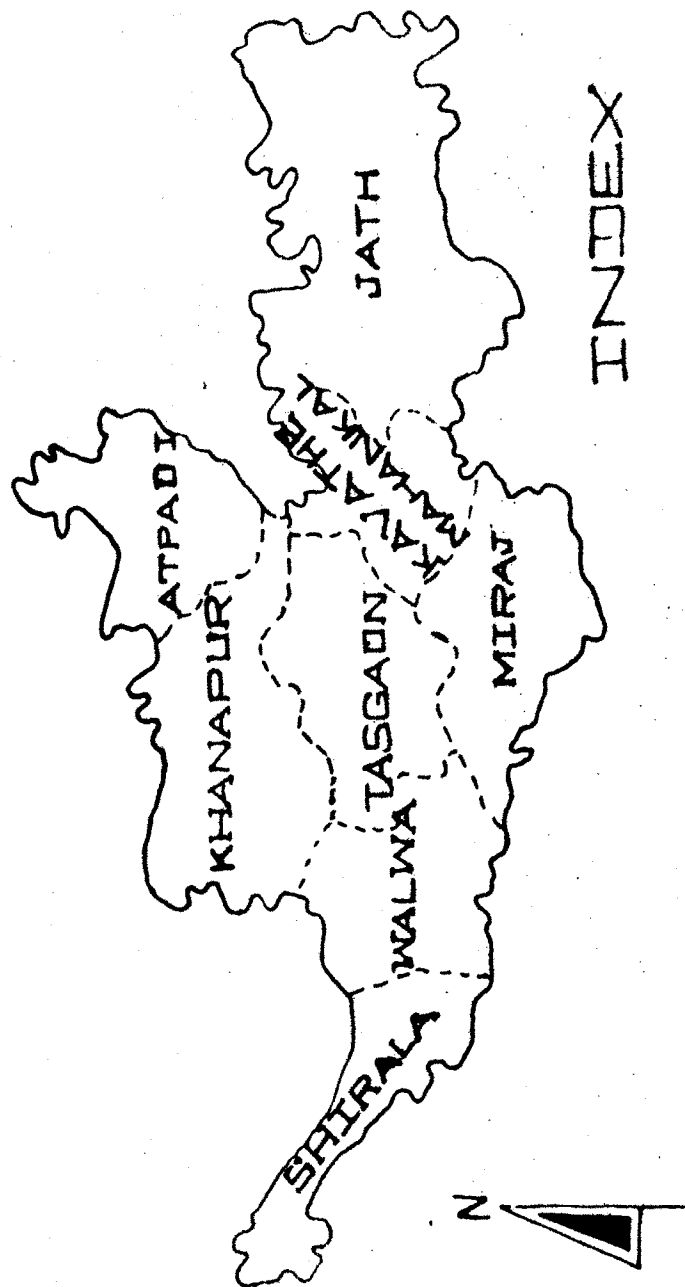 ATPADI
KHANAPUR
KAVATHE
MAHANKAL
JATH
TASGAON
WALWA
SHIRALA
MIRAJ
N
INDEX